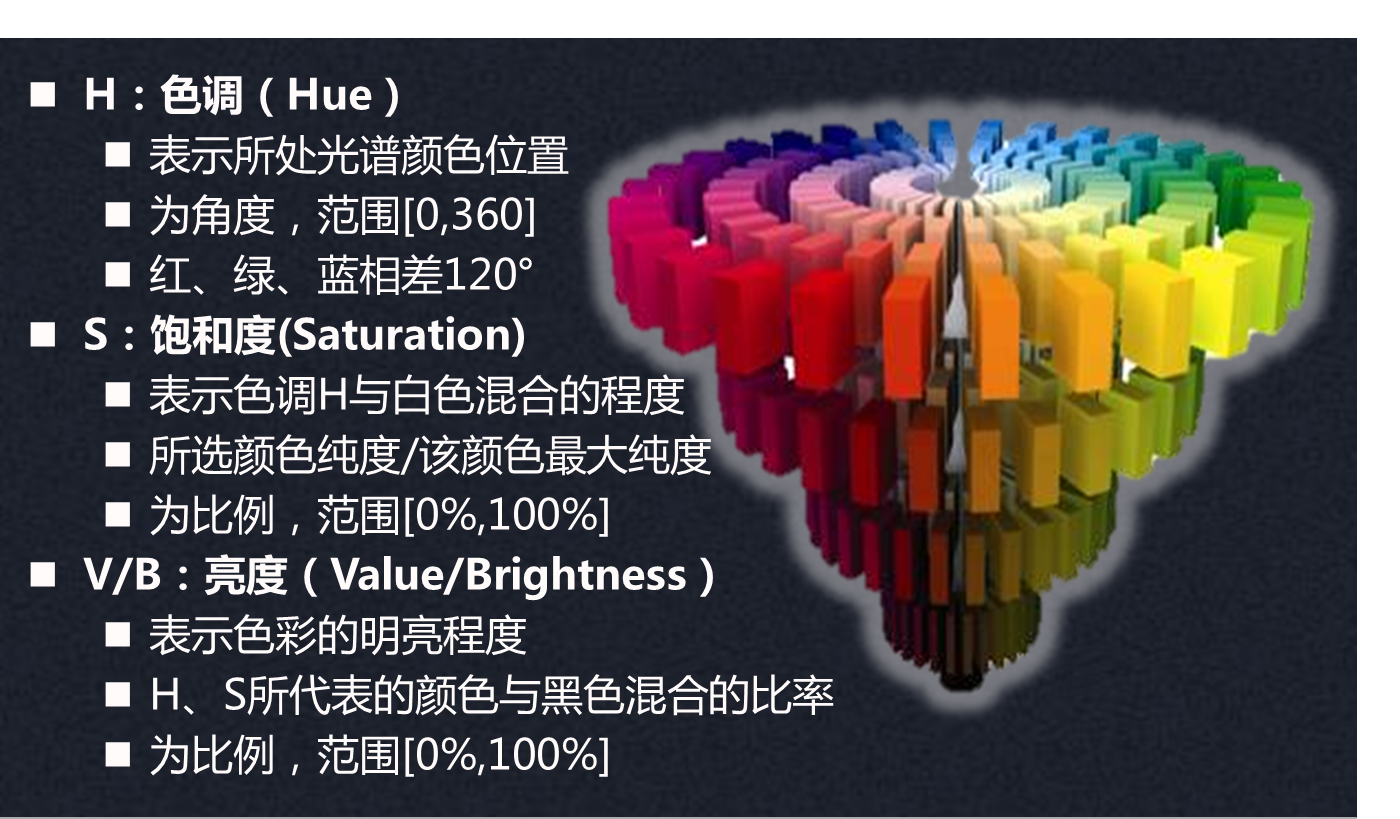 H：色调（Hue）
表示所处光谱颜色位置
为角度，范围[0,360]
红、绿、蓝相差120°
S：饱和度(Saturation)
表示色调H与白色混合的程度
所选颜色纯度/该颜色最大纯度
为比例，范围[0%,100%]
V/B：亮度（Value/Brightness）
表示色彩的明亮程度
H、S所代表的颜色与黑色混合的比率
为比例，范围[0%,100%]